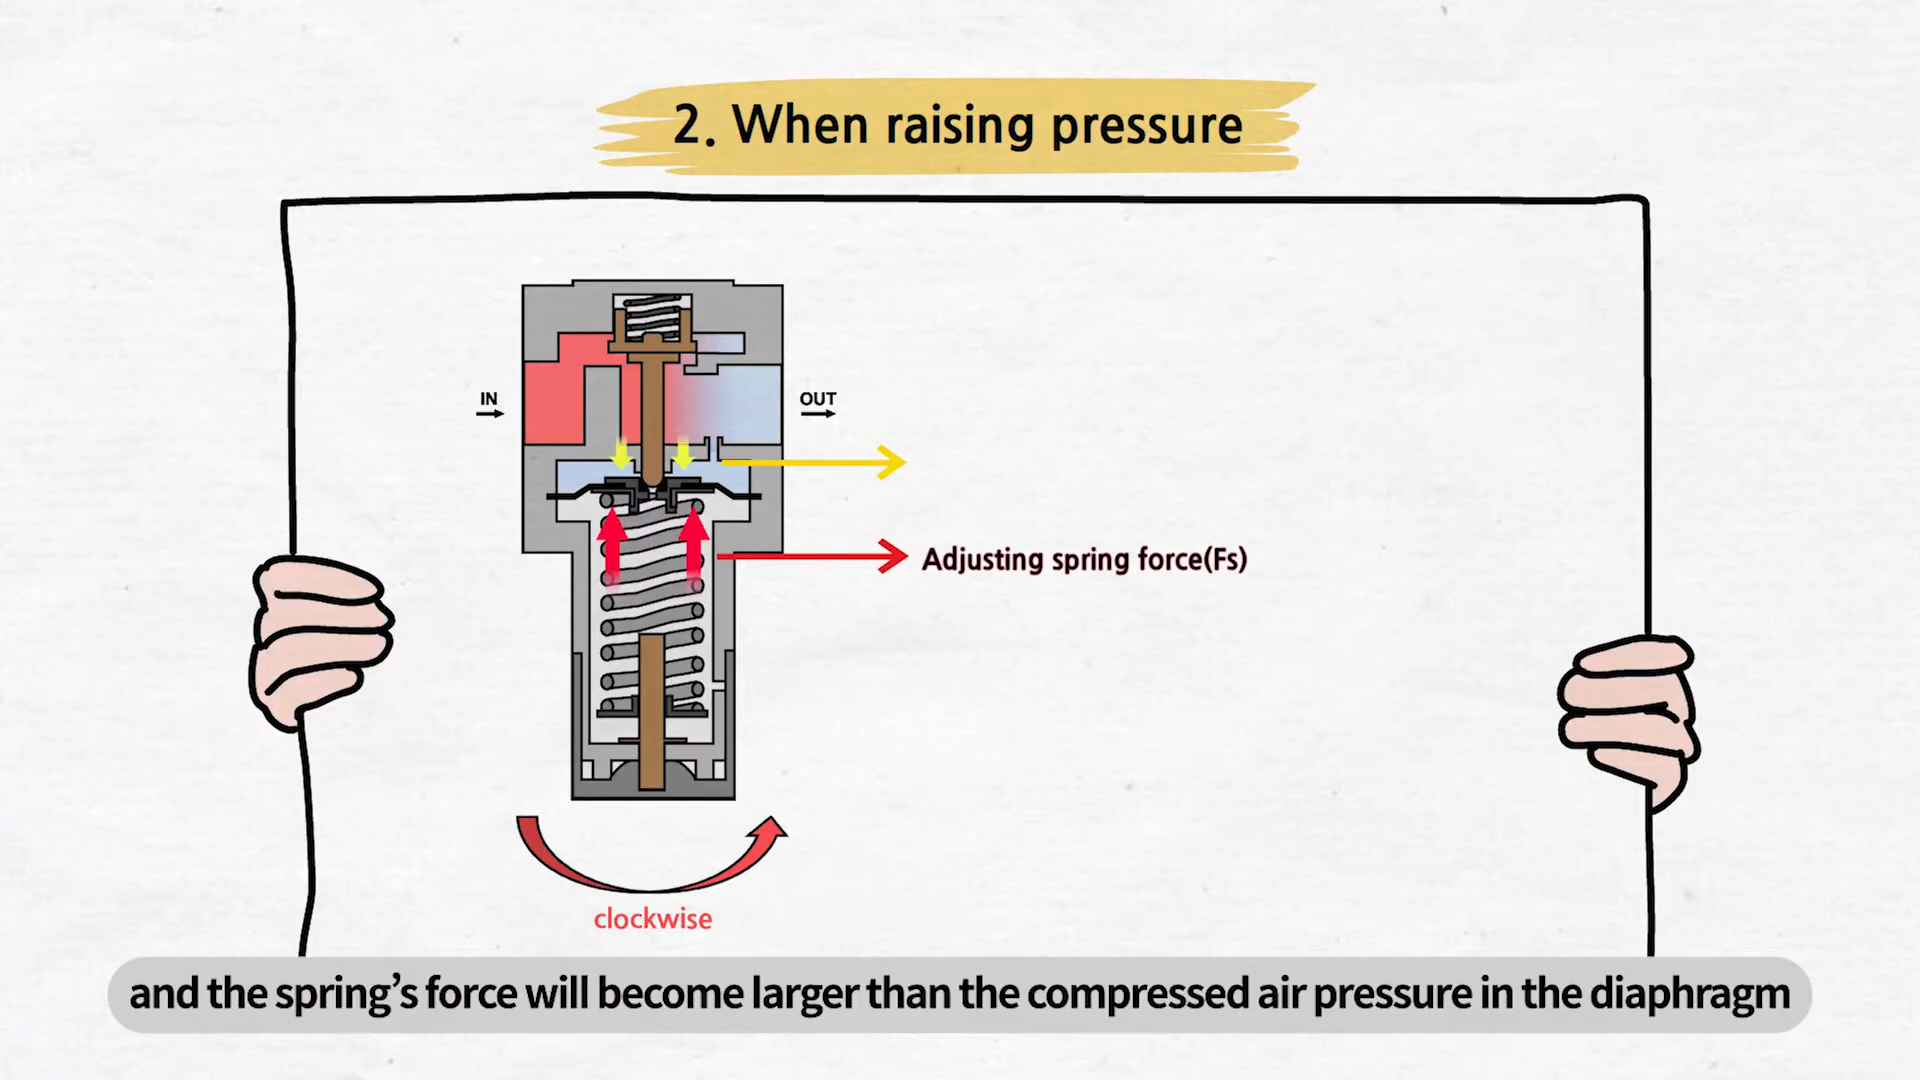 2. When raising pressure
IN
OUT
Adjusting spring force(Fs)
clockwise
and the spring’s force will become larger than the compressed air pressure in the diaphragm